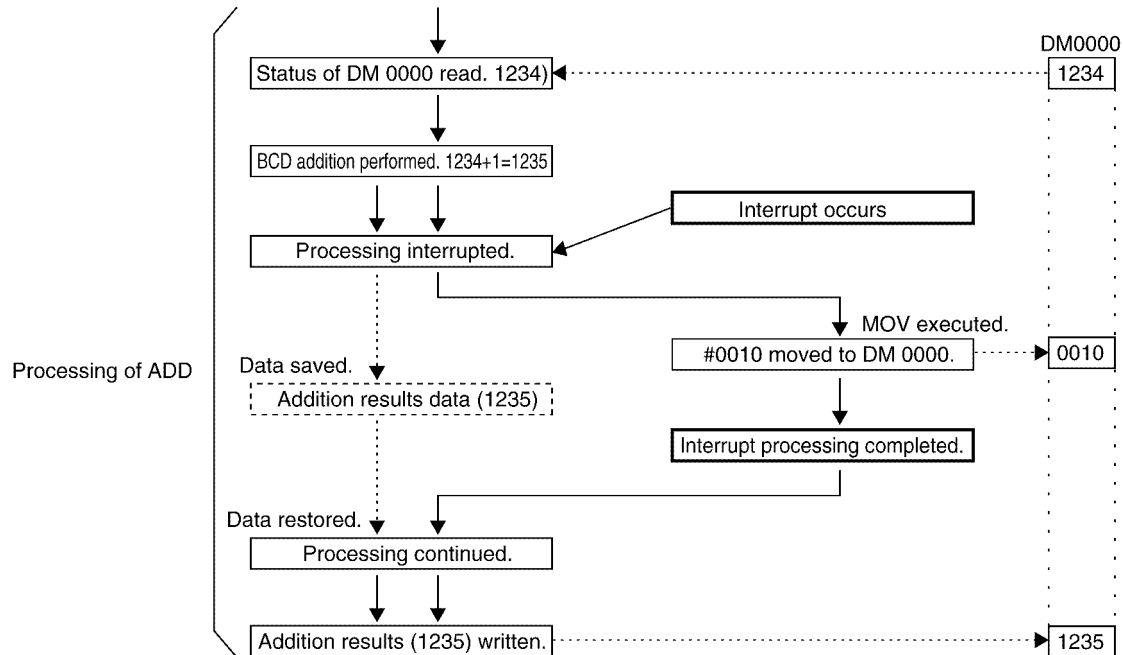 DM0000
Status of DM 0000 read. 1234)
1234
BCD addition performed. 1234+1=1235
Interrupt occurs
Processing interrupted.
MOV executed.
#0010 moved to DM 0000.
0010
Processing of ADD
Data saved.
Addition results data (1235)
Interrupt processing completed.
Data restored.
Processing continued.
Addition results (1235) written.
1235